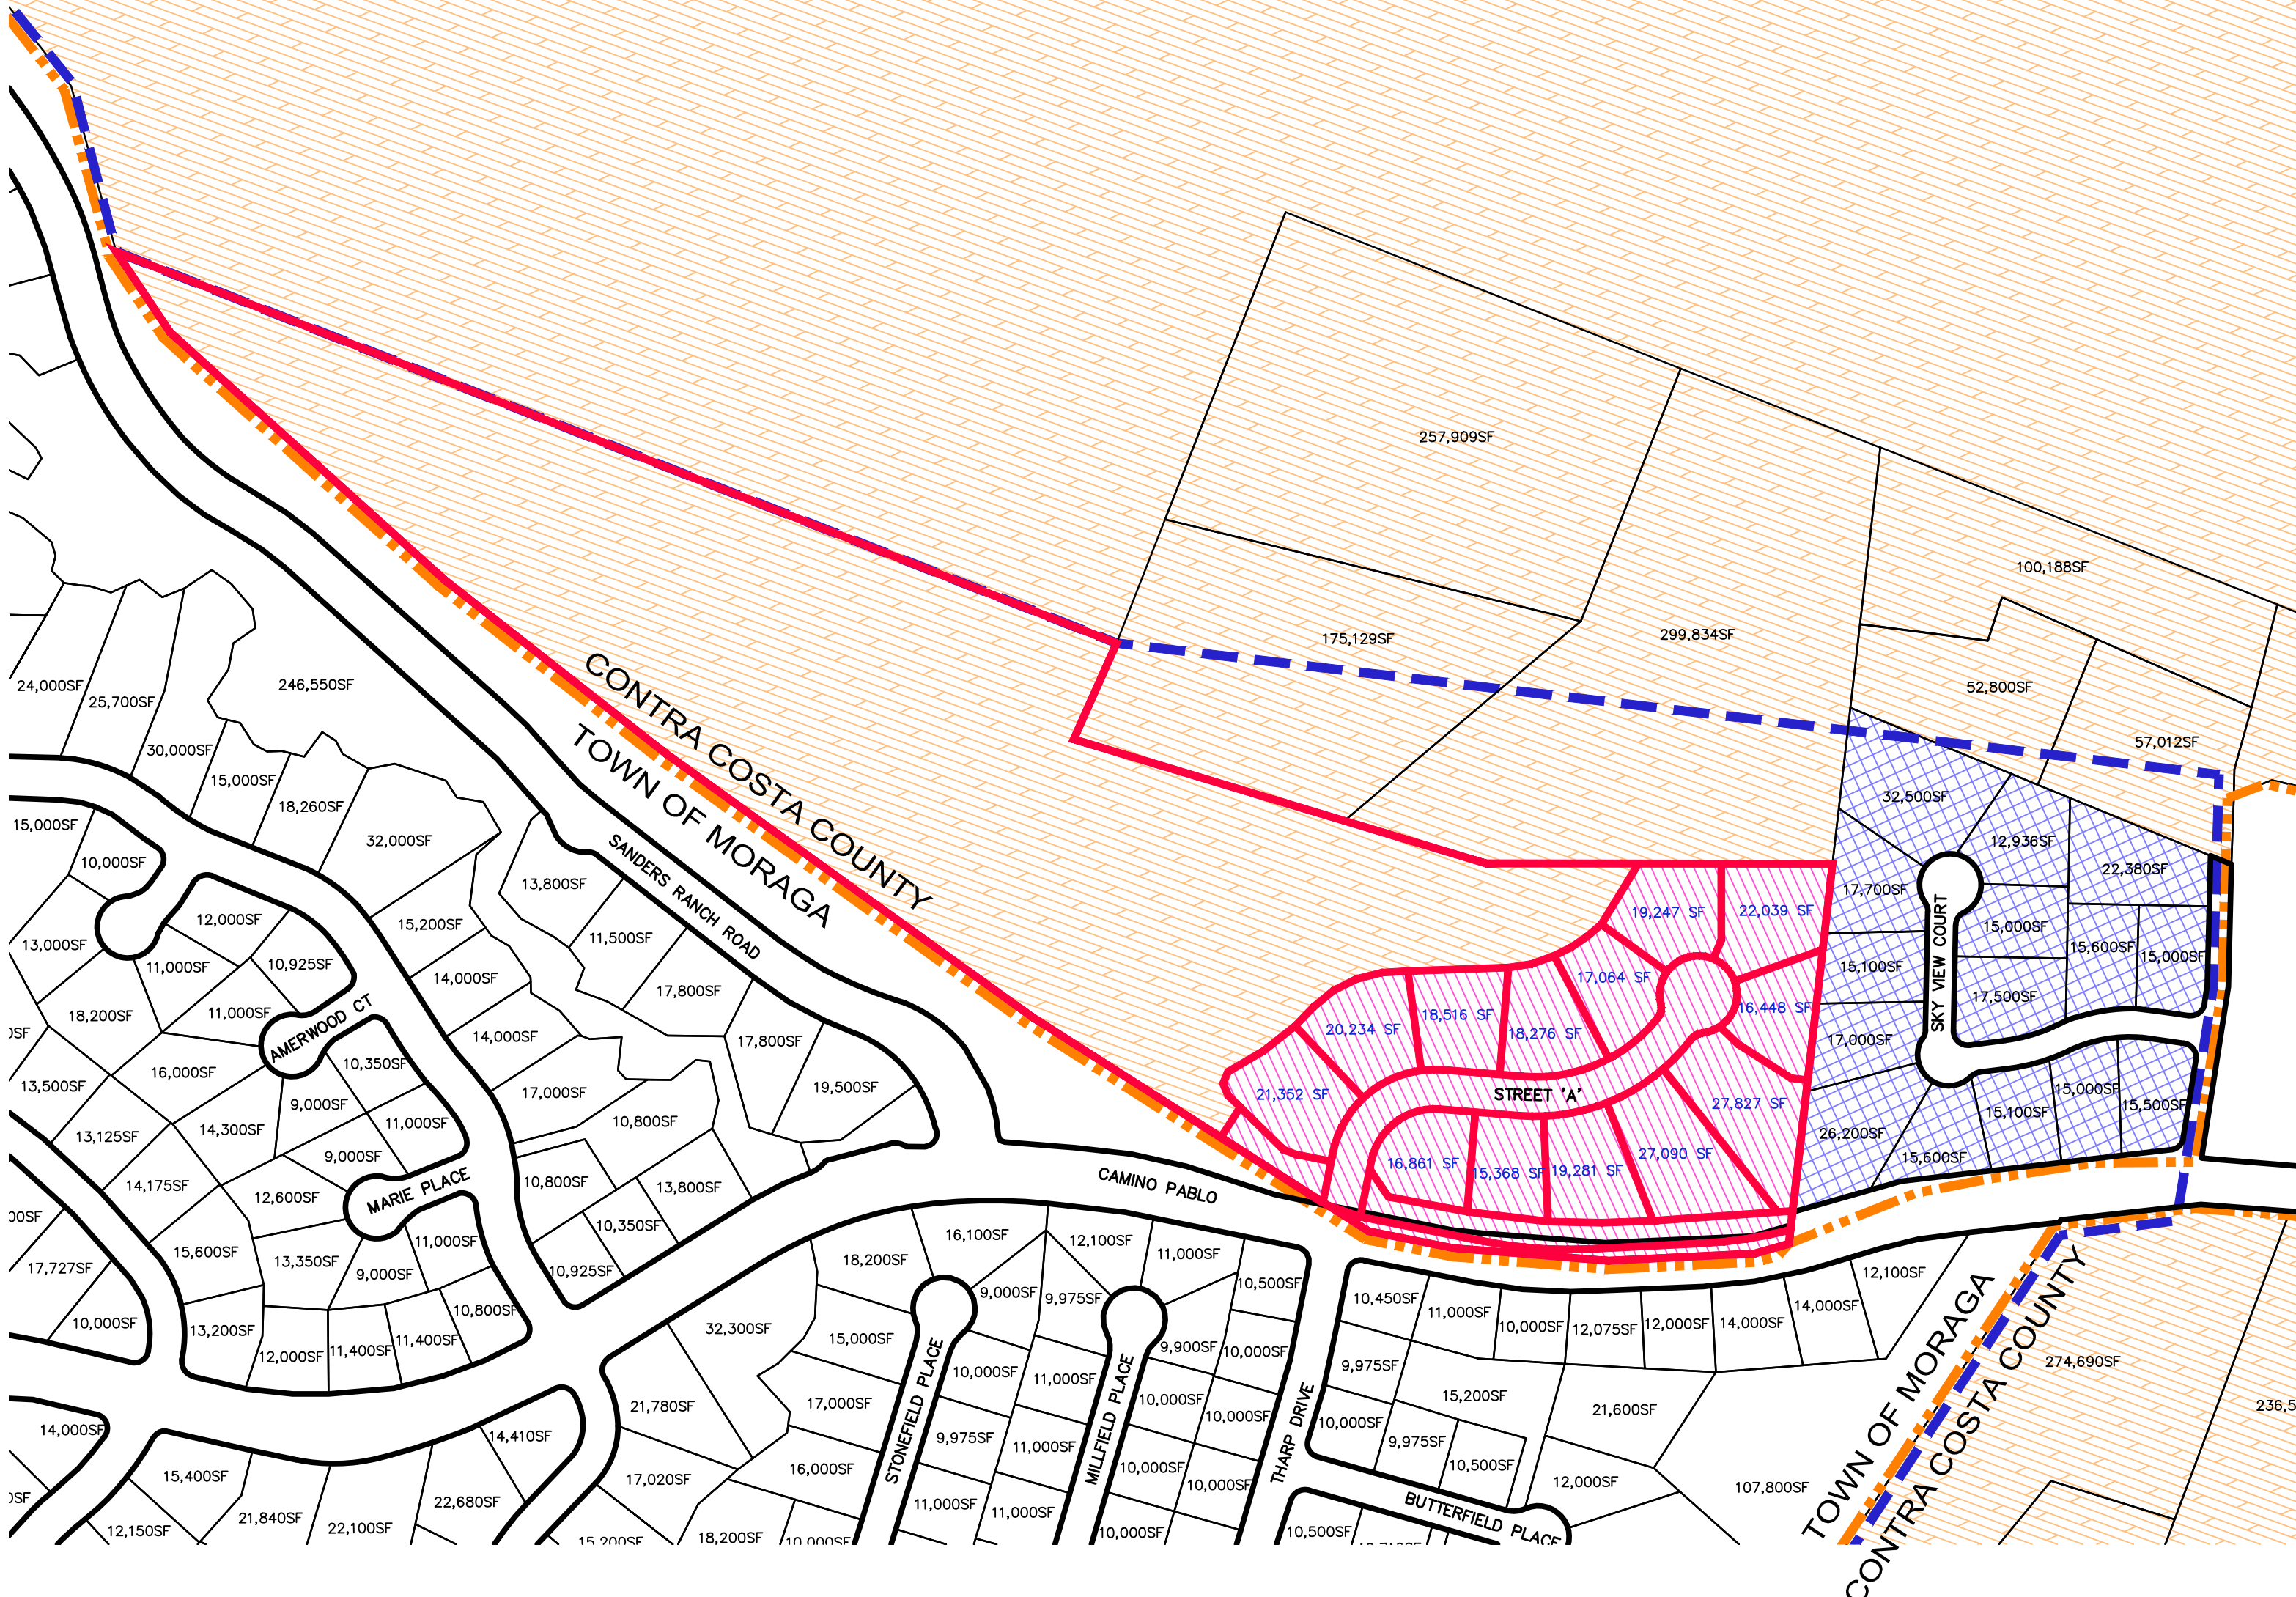 257,909SF
100,188SF
175,129SF
299,834SF
CONTRA COSTA COUNTY
TOWN OF MORAGA
24,000SF
25,700SF
246,550SF
52,800SF
30,000SF
57,012SF
15,000SF
18,260SF
32,500SF
15,000SF
32,000SF
12,936SF
10,000SF
SANDERS RANCH ROAD
22,380SF
13,800SF
17,700SF
19,247 SF
22,039 SF
12,000SF
15,200SF
11,500SF
15,000SF
13,000SF
15,600SF
15,000SF
SKY VIEW COURT
11,000SF
10,925SF
14,000SF
17,064 SF
15,100SF
17,800SF
17,500SF
16,448 SF
18,200SF
11,000SF
AMERWOOD CT
14,000SF
18,516 SF
20,234 SF
18,276 SF
17,800SF
17,000SF
10,350SF
16,000SF
13,500SF
19,500SF
17,000SF
21,352 SF
STREET 'A'
15,000SF
27,827 SF
9,000SF
15,100SF
15,500SF
14,300SF
11,000SF
10,800SF
13,125SF
26,200SF
9,000SF
27,090 SF
15,600SF
16,861 SF
15,368 SF
19,281 SF
14,175SF
12,600SF
MARIE PLACE
10,800SF
13,800SF
CAMINO PABLO
10,350SF
15,600SF
11,000SF
16,100SF
12,100SF
11,000SF
18,200SF
13,350SF
17,727SF
9,000SF
10,925SF
10,500SF
12,100SF
9,000SF
9,975SF
10,450SF
11,000SF
14,000SF
10,000SF
13,200SF
10,800SF
32,300SF
15,000SF
10,000SF
12,075SF
12,000SF
14,000SF
11,400SF
11,400SF
12,000SF
9,900SF
10,000SF
9,975SF
TOWN OF MORAGA
CONTRA COSTA COUNTY
274,690SF
STONEFIELD PLACE
10,000SF
11,000SF
MILLFIELD PLACE
10,000SF
15,200SF
21,780SF
17,000SF
THARP DRIVE
10,000SF
10,000SF
21,600SF
236,5
14,000SF
14,410SF
9,975SF
11,000SF
9,975SF
10,500SF
15,400SF
17,020SF
16,000SF
10,000SF
10,000SF
12,000SF
107,800SF
22,680SF
11,000SF
11,000SF
BUTTERFIELD PLACE
21,840SF
22,100SF
12,150SF
15,200SF
18,200SF
10,000SF
10,000SF
10,500SF